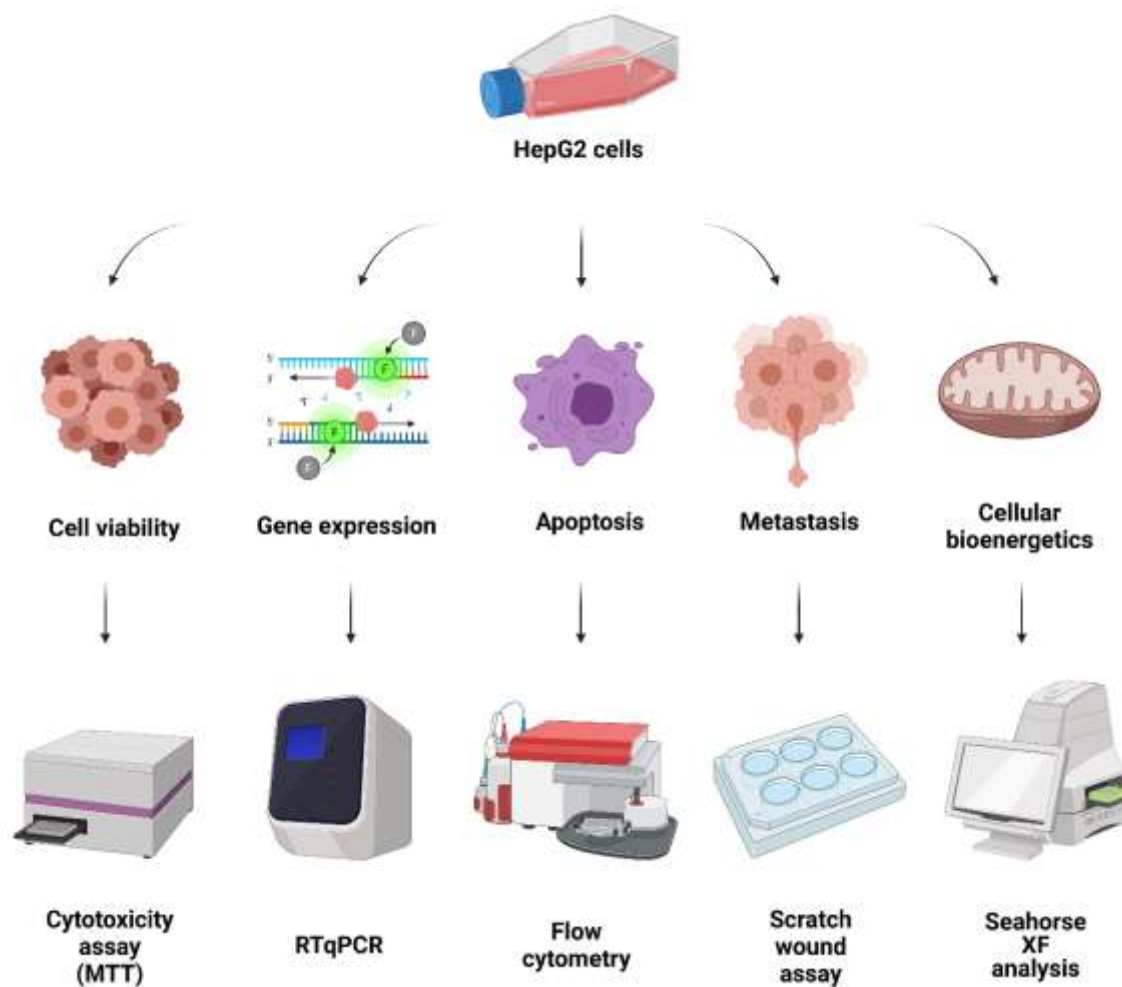 HepG2 cells
Cell viability
Gene expression
Apoptosis
Metastasis
Cellular
bioenergetics
Cytotoxicity
assay
(MTT)
RTqPCR
Flow
cytometry
Scratch
wound
assay
Seahorse
XF
analysis